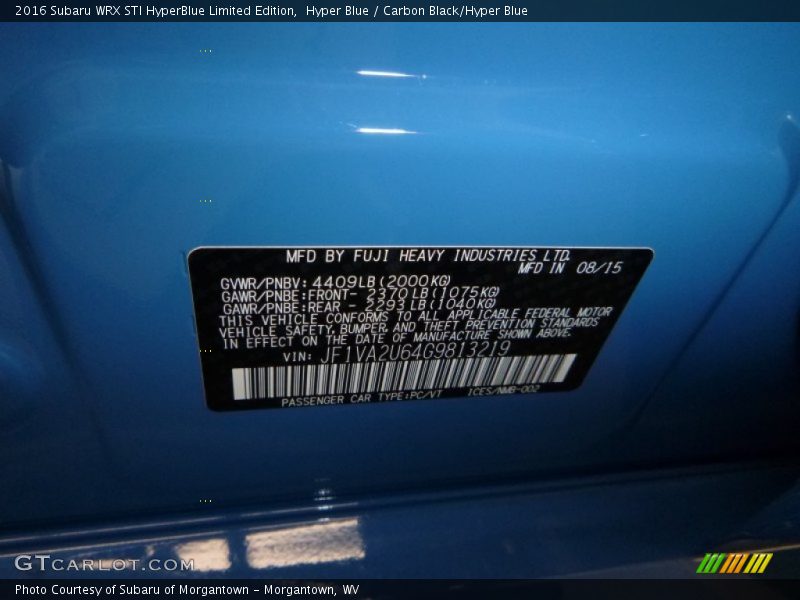 2016 Subaru WRX STI HyperBlue Limited Edition,  Hyper Blue / Carbon Black/Hyper Blue
MFD BY FUJI HEAVY INDUSTRIES LTD.
MFD IN 08/15
GVWR/PNBV: 4409LB(2000KG)
GAWR/PNBE:FRONT- 2370LB(1075KG)
GAWR/PNBE:REAR - 2293LB(1040KG)
THIS VEHICLE CONFORMS TO ALL APPLICABLE FEDERAL MOTOR
VEHICLE SAFETY, BUMPER, AND THEFT PREVENTION STANDARDS
IN EFFECT ON THE DATE OF MANUFACTURE SHOWN ABOVE.
VIN: JF1VA2U64G9813219
PASSENGER CAR TYPE:PC/VT ICES/NMB-002
GTCARLOT.COM
Photo Courtesy of Subaru of Morgantown - Morgantown, WV